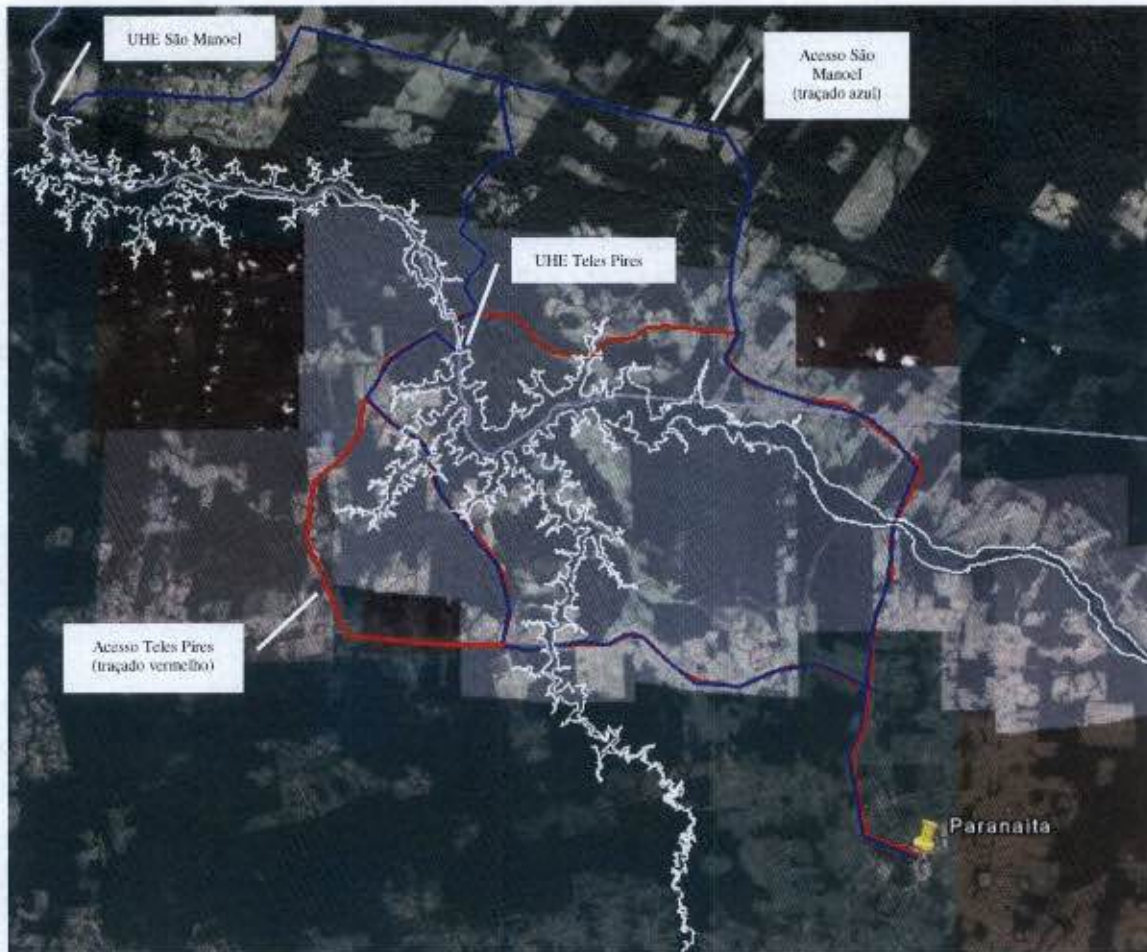 UHE São Manoel
Acesso São
Manoel
(traçado azul)
UHE Teles Pires
Acesso Teles Pires
(traçado vermelho)
Paranaita